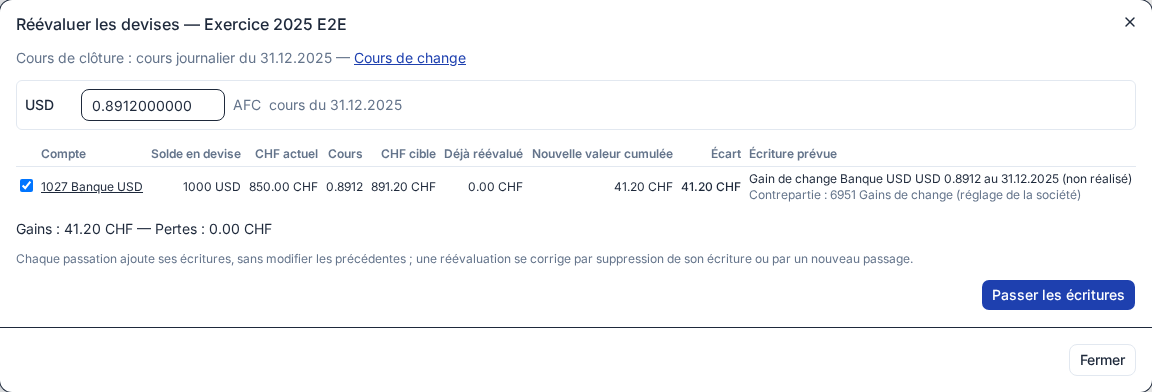 Réévaluer les devises — Exercice 2025 E2E
Cours de clôture : cours journalier du 31.12.2025 — Cours de change
USD 0.8912000000 AFC cours du 31.12.2025
Compte Solde en devise CHF actuel Cours CHF cible Déjà réévalué Nouvelle valeur cumulée Écart Écriture prévue
1027 Banque USD 1000 USD 850.00 CHF 0.8912 891.20 CHF 0.00 CHF 41.20 CHF 41.20 CHF Gain de change Banque USD USD 0.8912 au 31.12.2025 (non réalisé)
Contrepartie : 6951 Gains de change (réglage de la société)
Gains : 41.20 CHF — Pertes : 0.00 CHF
Chaque passation ajoute ses écritures, sans modifier les précédentes ; une réévaluation se corrige par suppression de son écriture ou par un nouveau passage.
Passer les écritures
Fermer